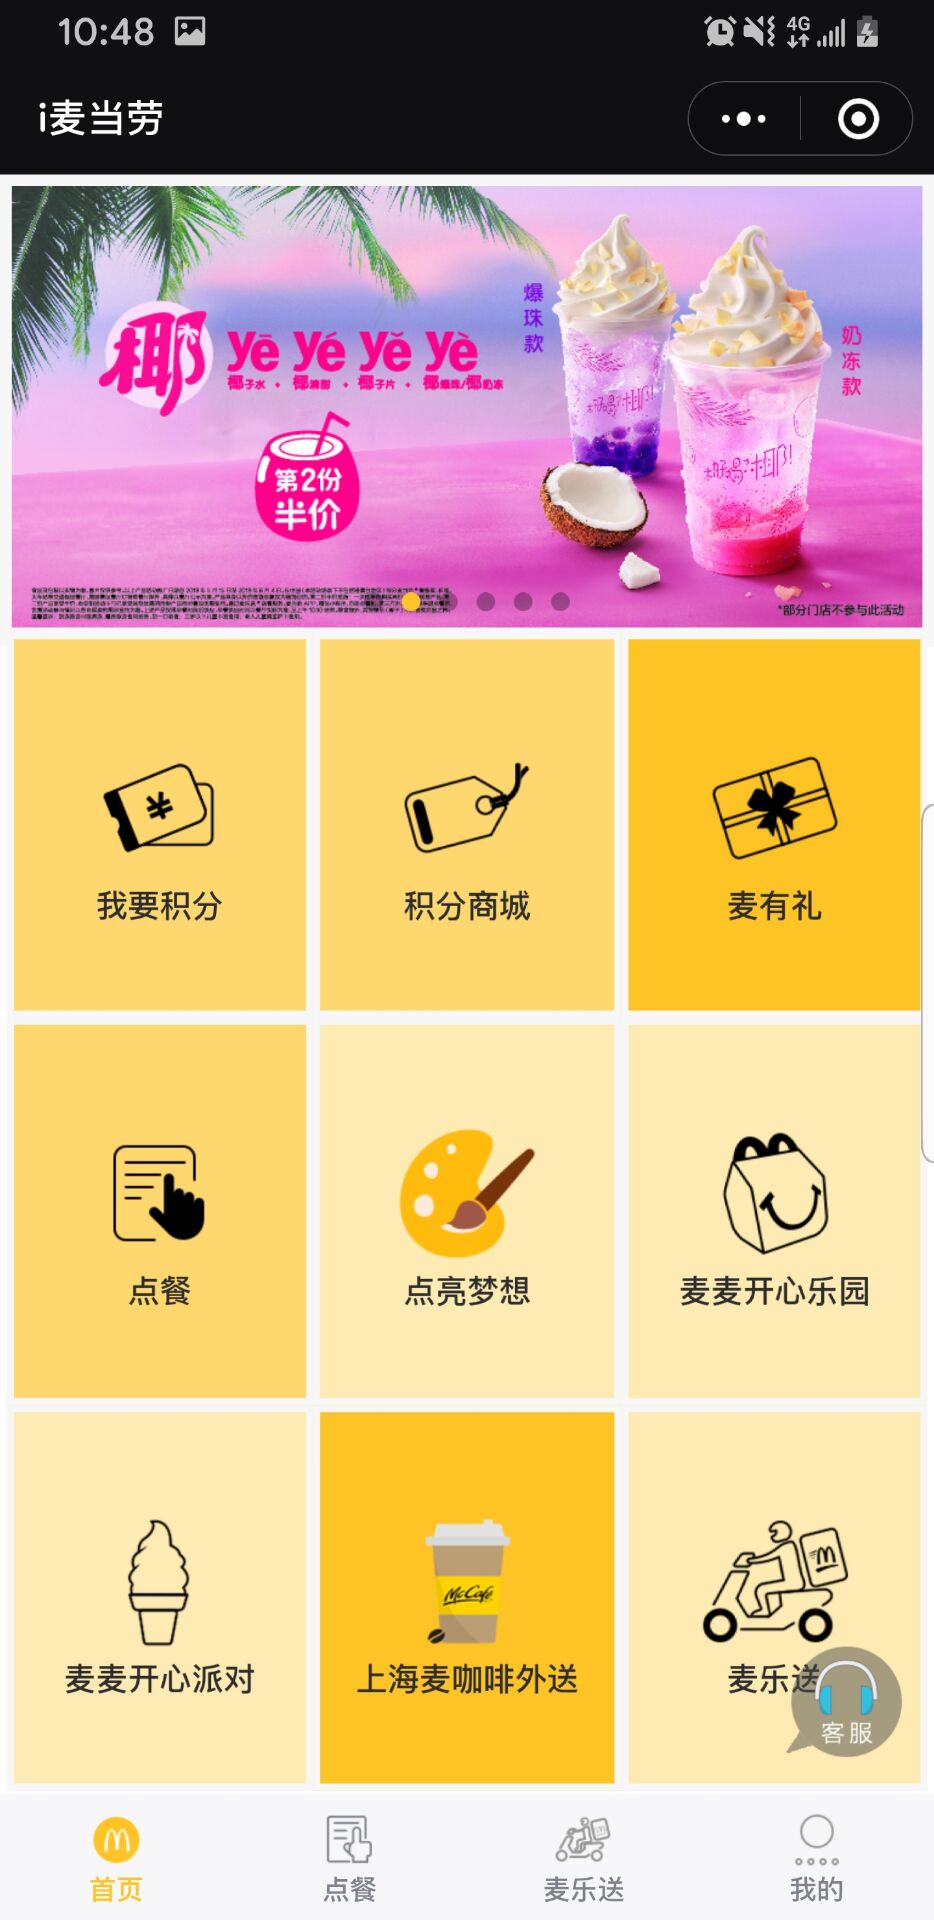 10:48
4G
i麦当劳
椰
yē yé yě yè
椰子水 + 椰清甜 + 椰子片 + 椰爆珠/椰奶冻
爆珠款
奶冻款
第2份
半价
好喝了椰!
*部分门店不参与此活动
我要积分
积分商城
麦有礼
点餐
点亮梦想
麦麦开心乐园
McCafé
麦麦开心派对
上海麦咖啡外送
麦乐送
客服
首页
点餐
麦乐送
我的